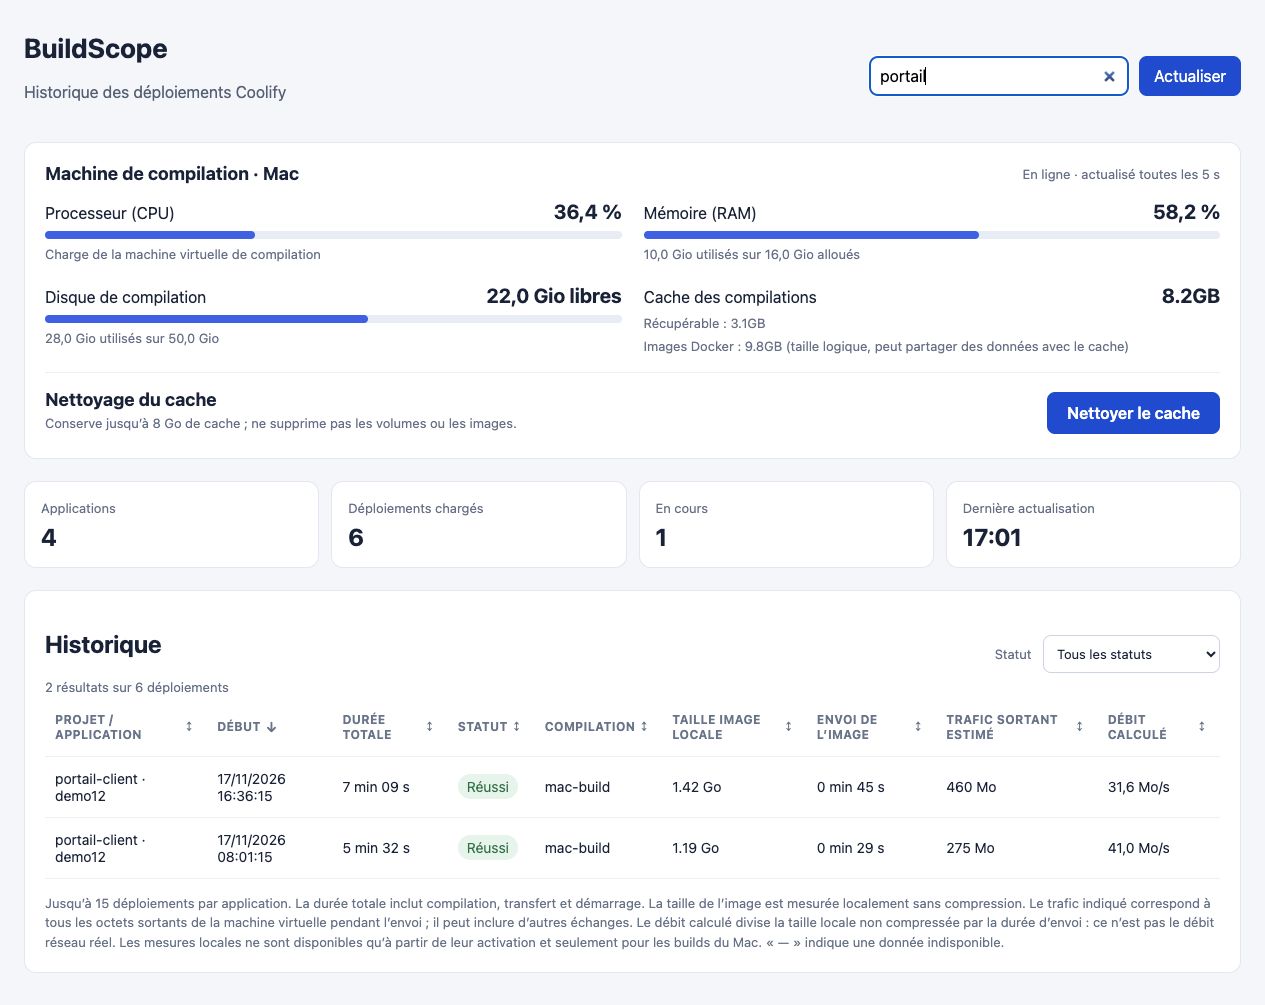 BuildScope
Historique des déploiements Coolify
portail
Actualiser
Machine de compilation · Mac
En ligne · actualisé toutes les 5 s
Processeur (CPU)
36,4 %
Charge de la machine virtuelle de compilation
Mémoire (RAM)
58,2 %
10,0 Gio utilisés sur 16,0 Gio alloués
Disque de compilation
22,0 Gio libres
28,0 Gio utilisés sur 50,0 Gio
Cache des compilations
8.2GB
Récupérable : 3.1GB
Images Docker : 9.8GB (taille logique, peut partager des données avec le cache)
Nettoyage du cache
Conserve jusqu’à 8 Go de cache ; ne supprime pas les volumes ou les images.
Nettoyer le cache
Applications
4
Déploiements chargés
6
En cours
1
Dernière actualisation
17:01
Historique
Statut
Tous les statuts
2 résultats sur 6 déploiements
PROJET /
APPLICATION ↕
DÉBUT ↓
DURÉE
TOTALE ↕
STATUT ↕
COMPILATION ↕
TAILLE IMAGE
LOCALE ↕
ENVOI DE
L’IMAGE ↕
TRAFIC SORTANT
ESTIMÉ ↕
DÉBIT
CALCULÉ ↕
portail-client ·
demo12
17/11/2026
16:36:15
7 min 09 s
Réussi
mac-build
1.42 Go
0 min 45 s
460 Mo
31,6 Mo/s
portail-client ·
demo12
17/11/2026
08:01:15
5 min 32 s
Réussi
mac-build
1.19 Go
0 min 29 s
275 Mo
41,0 Mo/s
Jusqu’à 15 déploiements par application. La durée totale inclut compilation, transfert et démarrage. La taille de l’image est mesurée localement sans compression. Le trafic indiqué correspond à
tous les octets sortants de la machine virtuelle pendant l’envoi ; il peut inclure d’autres échanges. Le débit calculé divise la taille locale non compressée par la durée d’envoi : ce n’est pas le débit
réseau réel. Les mesures locales ne sont disponibles qu’à partir de leur activation et seulement pour les builds du Mac. « — » indique une donnée indisponible.